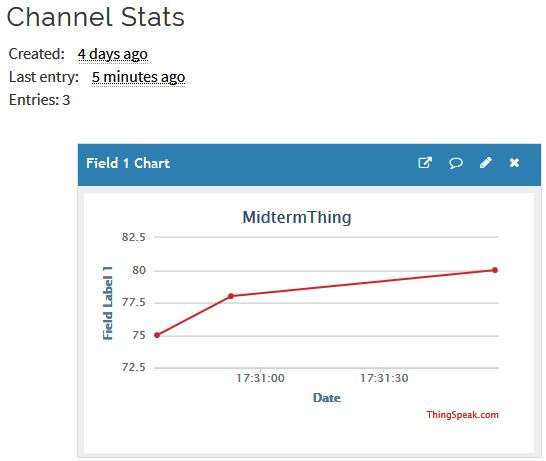 Channel Stats
Created: 4 days ago
Last entry: 5 minutes ago
Entries: 3
Field 1 Chart
MidtermThing
82.5
80
77.5
75
72.5
Field Label 1
17:31:00 17:31:30
Date
ThingSpeak.com